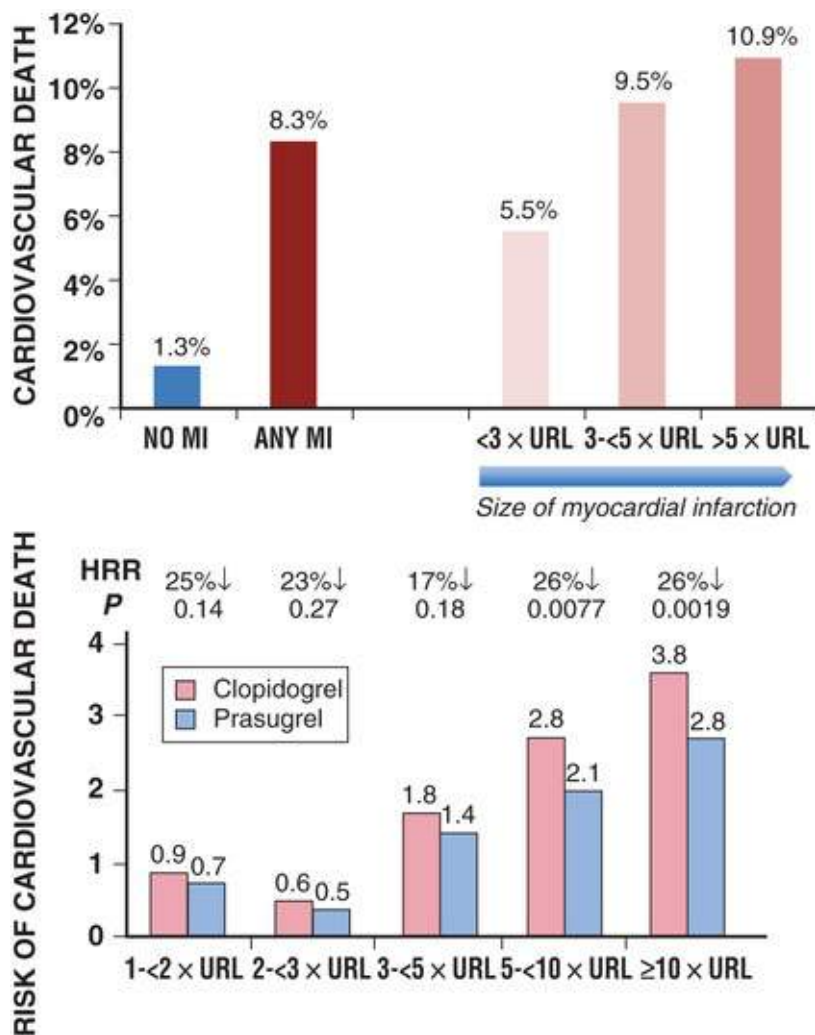 CARDIOVASCULAR DEATH
12%
10%
8%
6%
4%
2%
0%
1.3%
8.3%
5.5%
9.5%
10.9%
NO MI ANY MI <3 × URL 3-<5 × URL >5 × URL
Size of myocardial infarction
RISK OF CARDIOVASCULAR DEATH
HRR 25%↓ 23%↓ 17%↓ 26%↓ 26%↓
P 0.14 0.27 0.18 0.0077 0.0019
4
3
2
1
0
Clopidogrel
Prasugrel
0.9 0.7
0.6 0.5
1.8 1.4
2.8 2.1
3.8 2.8
1-<2 × URL 2-<3 × URL 3-<5 × URL 5-<10 × URL ≥10 × URL